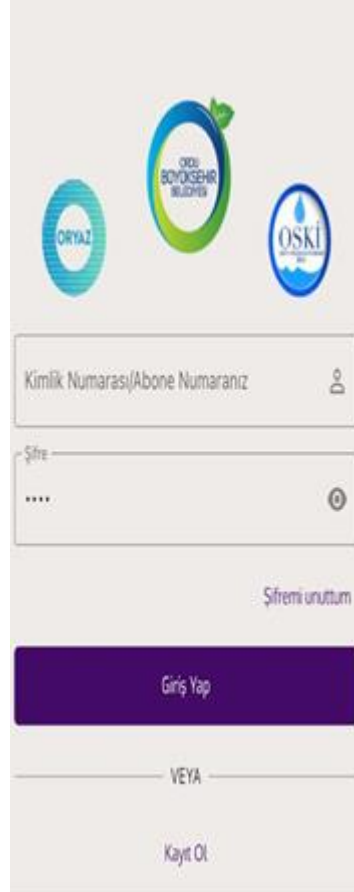 ORDU
BÜYÜKŞEHİR
BELEDİYESİ
ORYAZ
OSKİ
Kimlik Numarası/Abone Numaranız
Şifre
••••
Şifremi unuttum
Giriş Yap
VEYA
Kayıt Ol